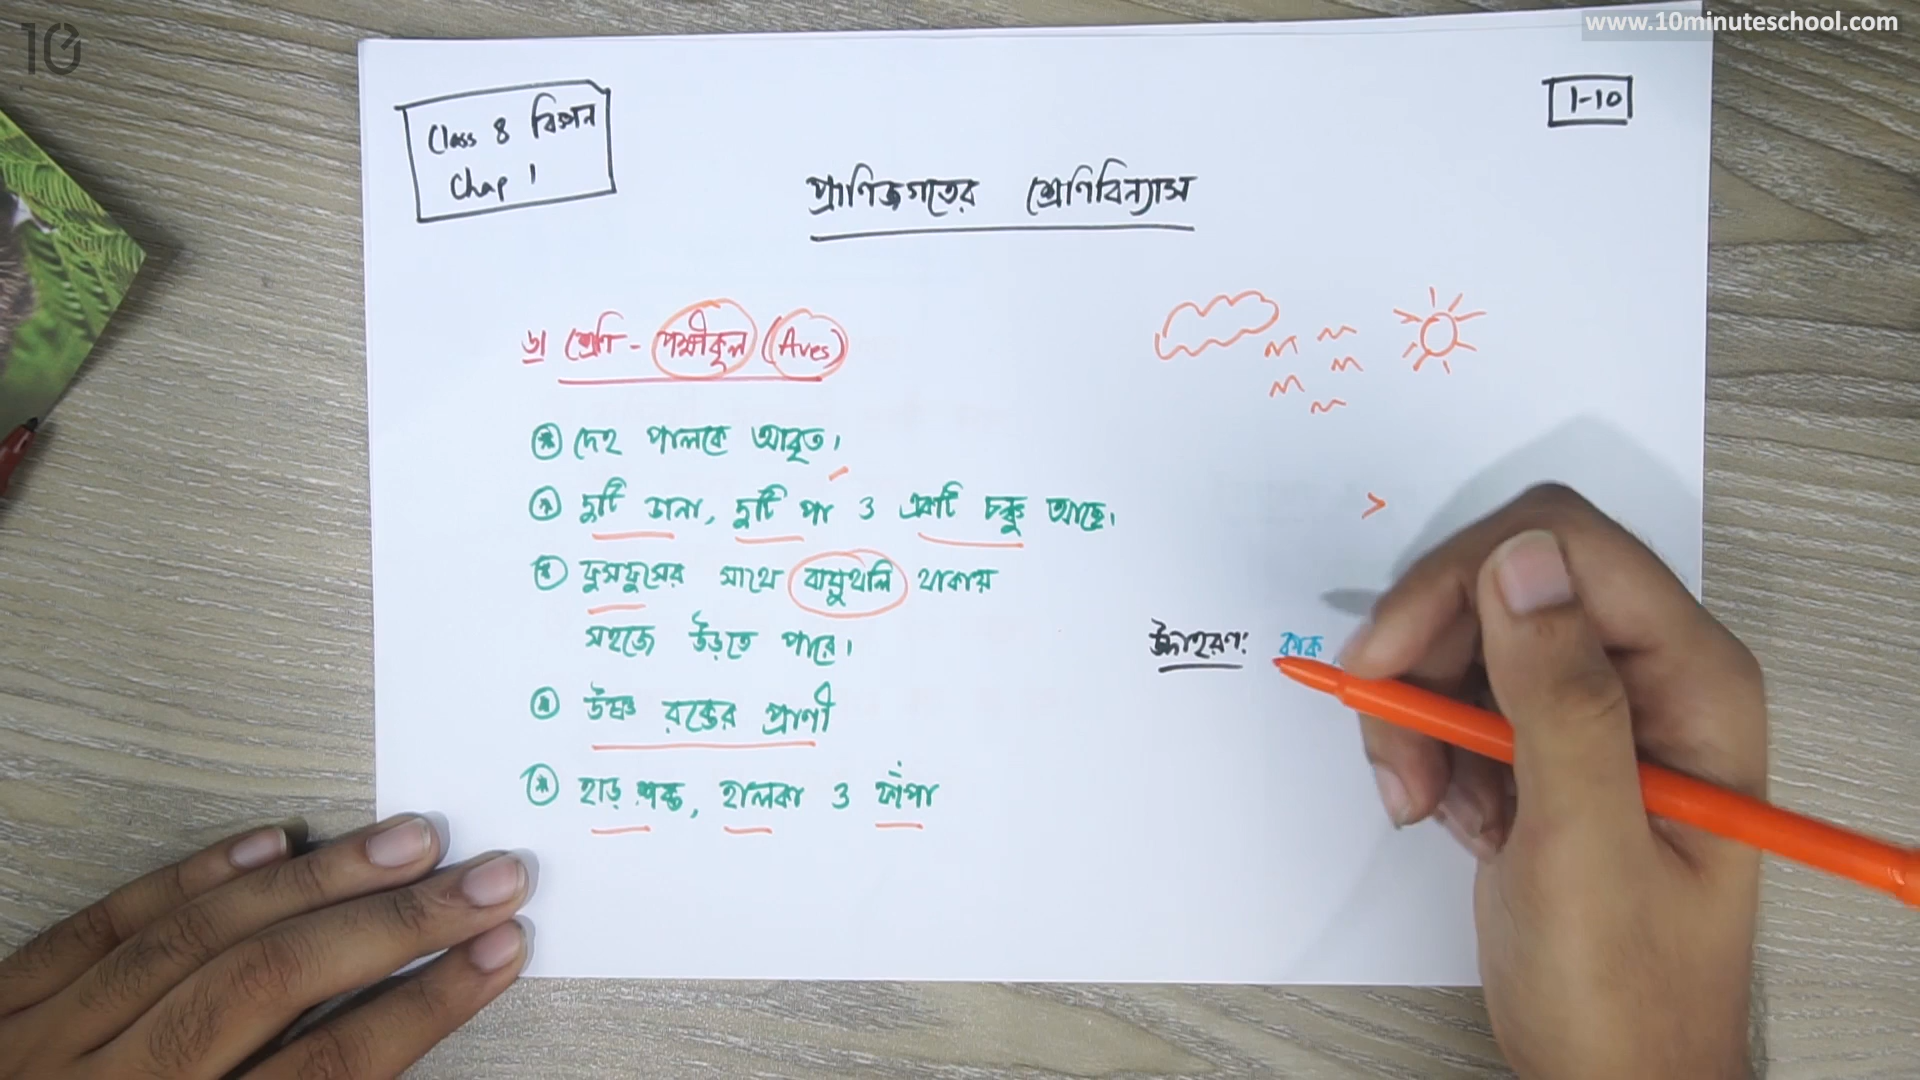 10
www.10minuteschool.com
Class 8 বিজ্ঞান
Chap 1
1-10
প্রাণিজগতের শ্রেণিবিন্যাস
৬। শ্রেণি - পক্ষীকূল (Aves)
দেহ পালকে আবৃত।
দুটি ডানা, দুটি পা ও একটি চঞ্চু আছে।
ফুসফুসের সাথে বায়ুথলি থাকায়
সহজে উড়তে পারে।
উদাহরণ: কাক
উষ্ণ রক্তের প্রাণী
হাড় শক্ত, হালকা ও ফাঁপা